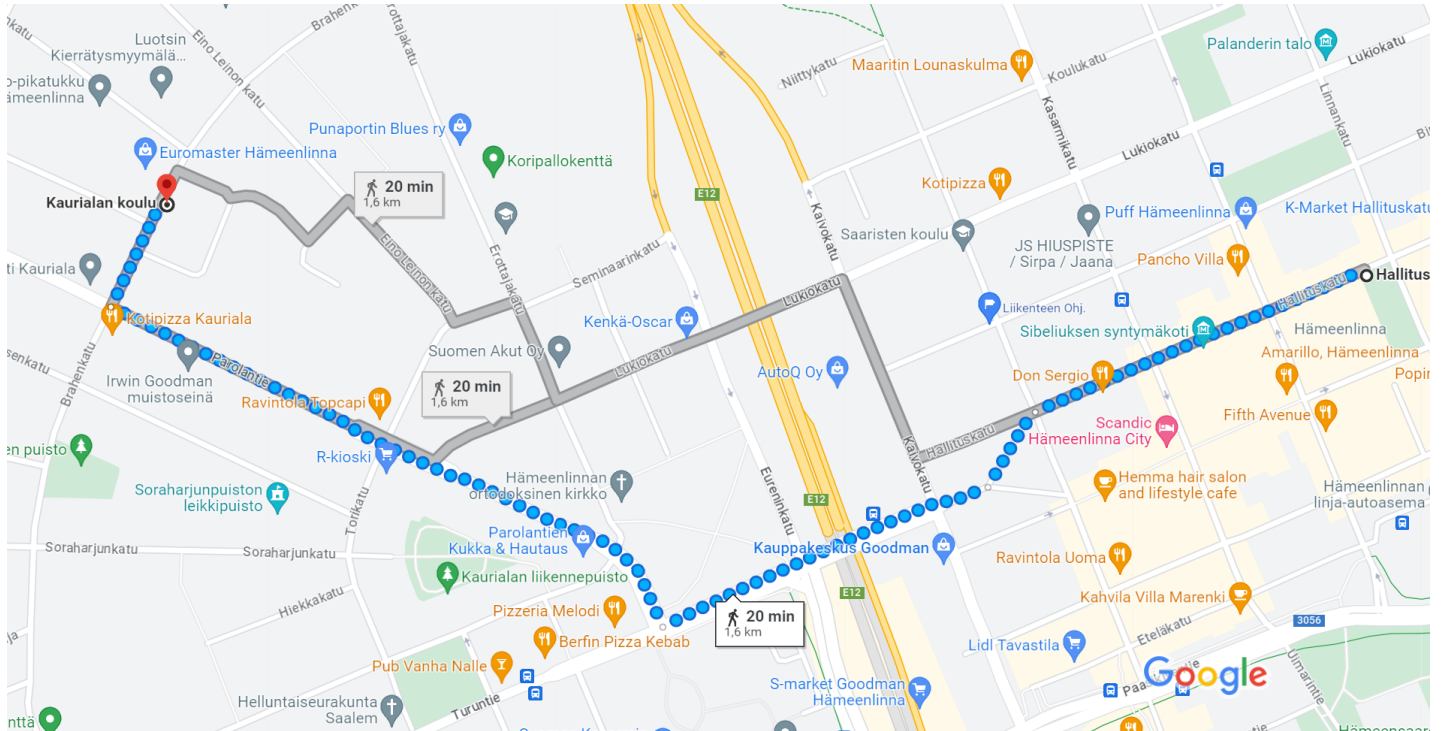 Luotsin
Kierrätysmyymälä...
o-pikatukku
ämeenlinna
Eino Leinon katu
Erottajakatu
Punaportin Blues ry
Koripallokenttä
Euromaster Hämeenlinna
Kaurialan koulu
20 min
1,6 km
ti Kauriala
Kotipizza Kauriala
Irwin Goodman
muistoseinä
Brahenkatu
senkatu
Parolantie
Ravintola Topcapi
20 min
1,6 km
Eino Leinon katu
Erottajakatu
Seminaarinkatu
Suomen Akut Oy
Kenkä-Oscar
Lukiokatu
Lukiokatu
Kaivokatu
E12
Niittykatu
Maaritin Lounaskulma
Koulukatu
Kasarmikatu
Palanderin talo
Lukiokatu
Linnankatu
Lukiokatu
Kotipizza
Saaristen koulu
JS HIUSPISTE
/ Sirpa / Jaana
Puff Hämeenlinna
K-Market Hallituskatu
Pancho Villa
Liikenteen Ohj.
Sibeliuksen syntymäkoti
Hallituskatu
Hallitus
Hämeenlinna
Amarillo, Hämeenlinna
Popir
Don Sergio
Fifth Avenue
AutoQ Oy
Hallituskatu
Kaivokatu
Scandic
Hämeenlinna City
Hemma hair salon
and lifestyle cafe
Hämeenlinnan
linja-autoasema
en puisto
R-kioski
Soraharjunpuiston
leikkipuisto
Torikatu
Hämeenlinnan
ortodoksinen kirkko
Eureninkatu
E12
Soraharjunkatu
Soraharjunkatu
Parolantien
Kukka & Hautaus
Kauppakeskus Goodman
Ravintola Uoma
Kaurialan liikennepuisto
E12
Hiekkakatu
Pizzeria Melodi
20 min
1,6 km
Kahvila Villa Marenki
3056
Eteläkatu
Berfin Pizza Kebab
Lidl Tavastila
Pub Vanha Nalle
Google
Uimarintie
S-market Goodman
Hämeenlinna
Helluntaiseurakunta
Saalem
Turuntie
nttä